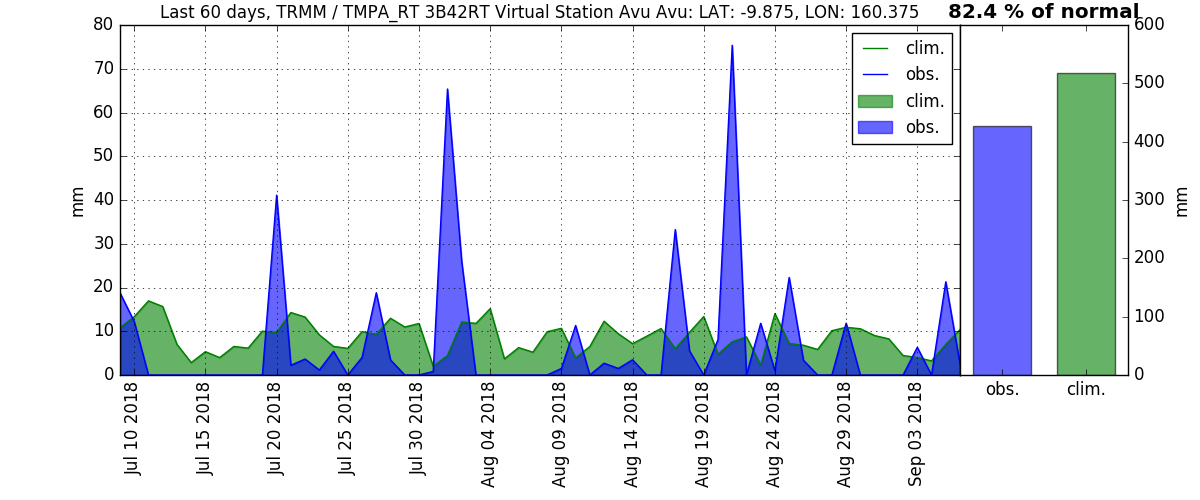 Last 60 days, TRMM / TMPA_RT 3B42RT Virtual Station Avu Avu: LAT: -9.875, LON: 160.375
82.4 % of normal
80
70
60
50
40
30
20
10
0
mm
clim.
obs.
clim.
obs.
600
500
400
300
200
100
0
mm
Jul 10 2018
Jul 15 2018
Jul 20 2018
Jul 25 2018
Jul 30 2018
Aug 04 2018
Aug 09 2018
Aug 14 2018
Aug 19 2018
Aug 24 2018
Aug 29 2018
Sep 03 2018
obs.
clim.